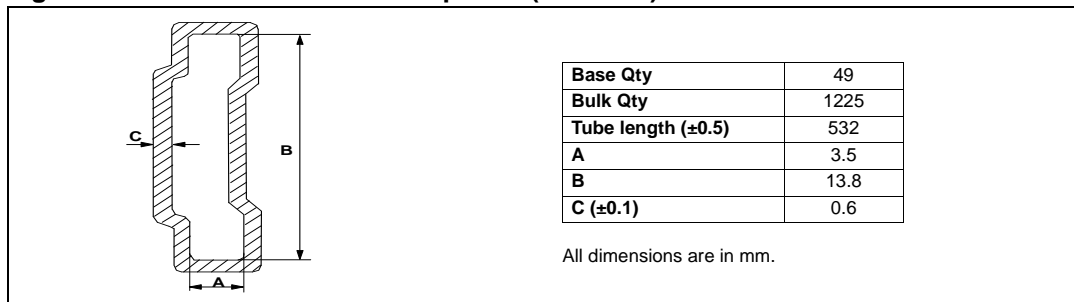 C
B
A
Base Qty 49
Bulk Qty 1225
Tube length (±0.5) 532
A 3.5
B 13.8
C (±0.1) 0.6
All dimensions are in mm.